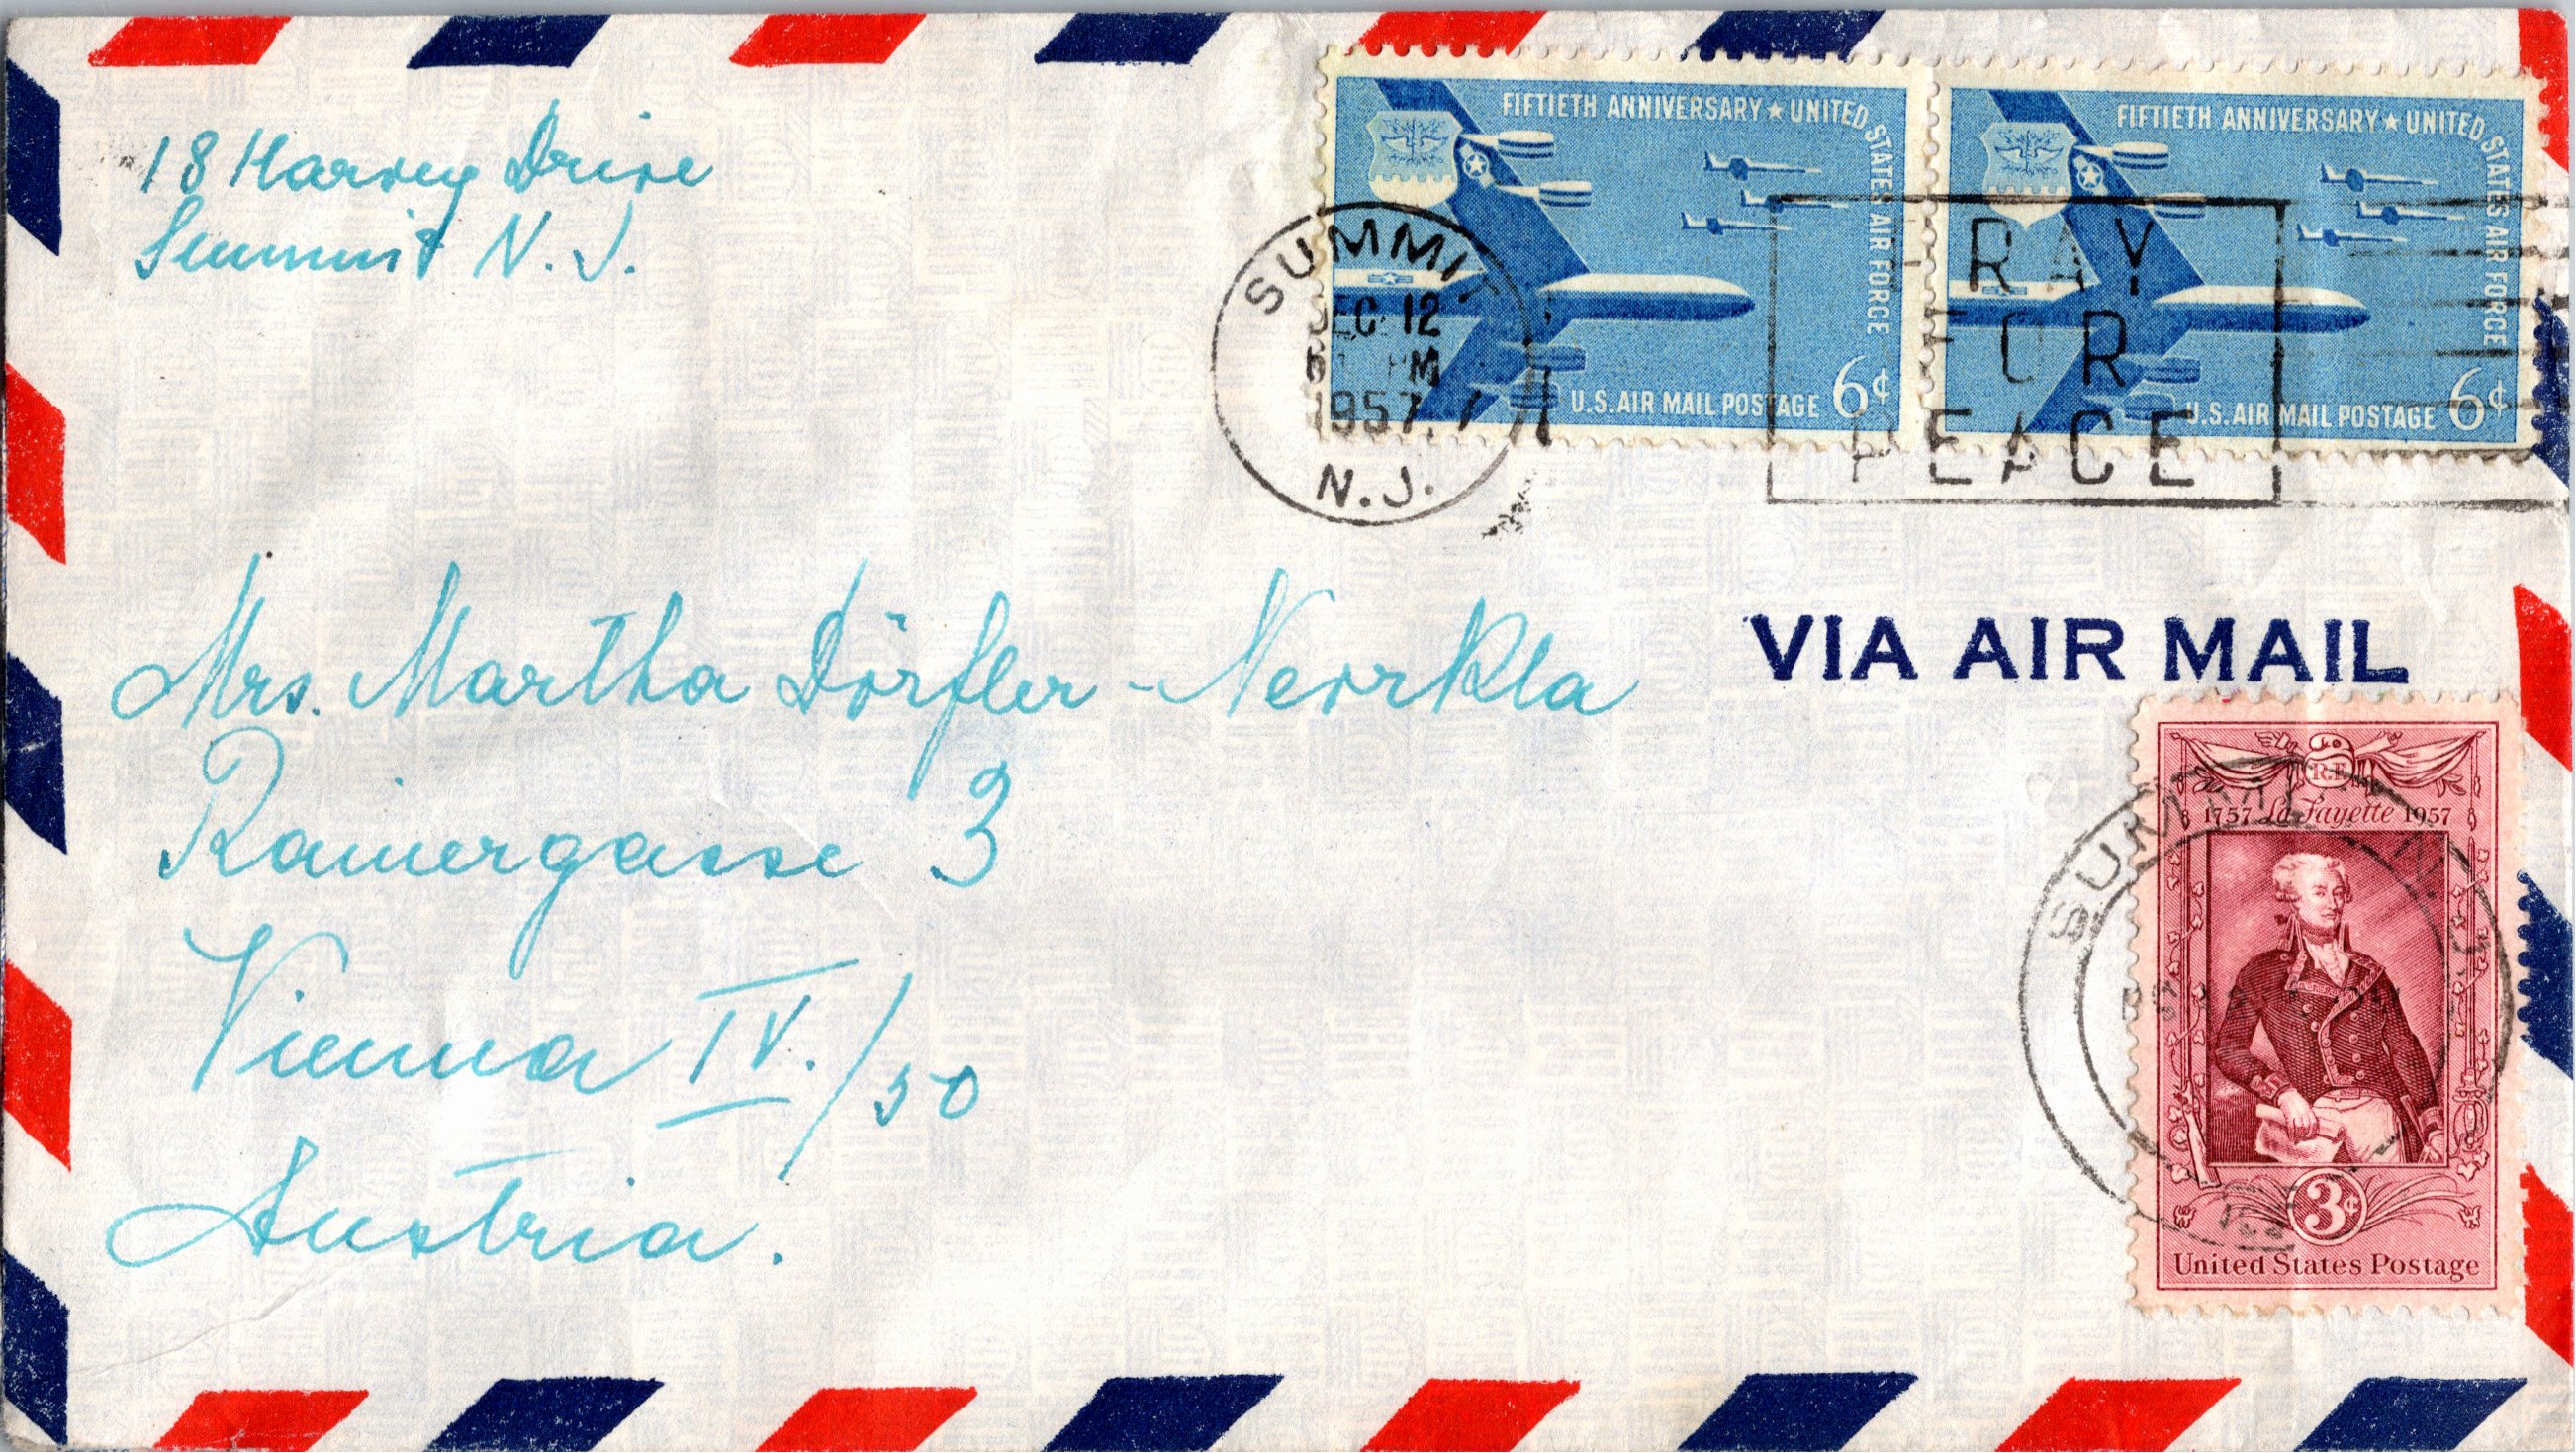 18 Harvey Drive
Summit N. J.
FIFTIETH ANNIVERSARY ★ UNITED STATES AIR FORCE
U.S. AIR MAIL POSTAGE 6¢
FIFTIETH ANNIVERSARY ★ UNITED STATES AIR FORCE
U.S. AIR MAIL POSTAGE 6¢
SUMMIT
DEC 12
PM
1957
N.J.
PRAY
FOR
PEACE
VIA AIR MAIL
Mrs. Martha Dörfler-
Rainergasse 3
Vienna IV./50
Austria.
R.F.
1757 La Fayette 1957
3¢
United States Postage
SUMMIT N.J.